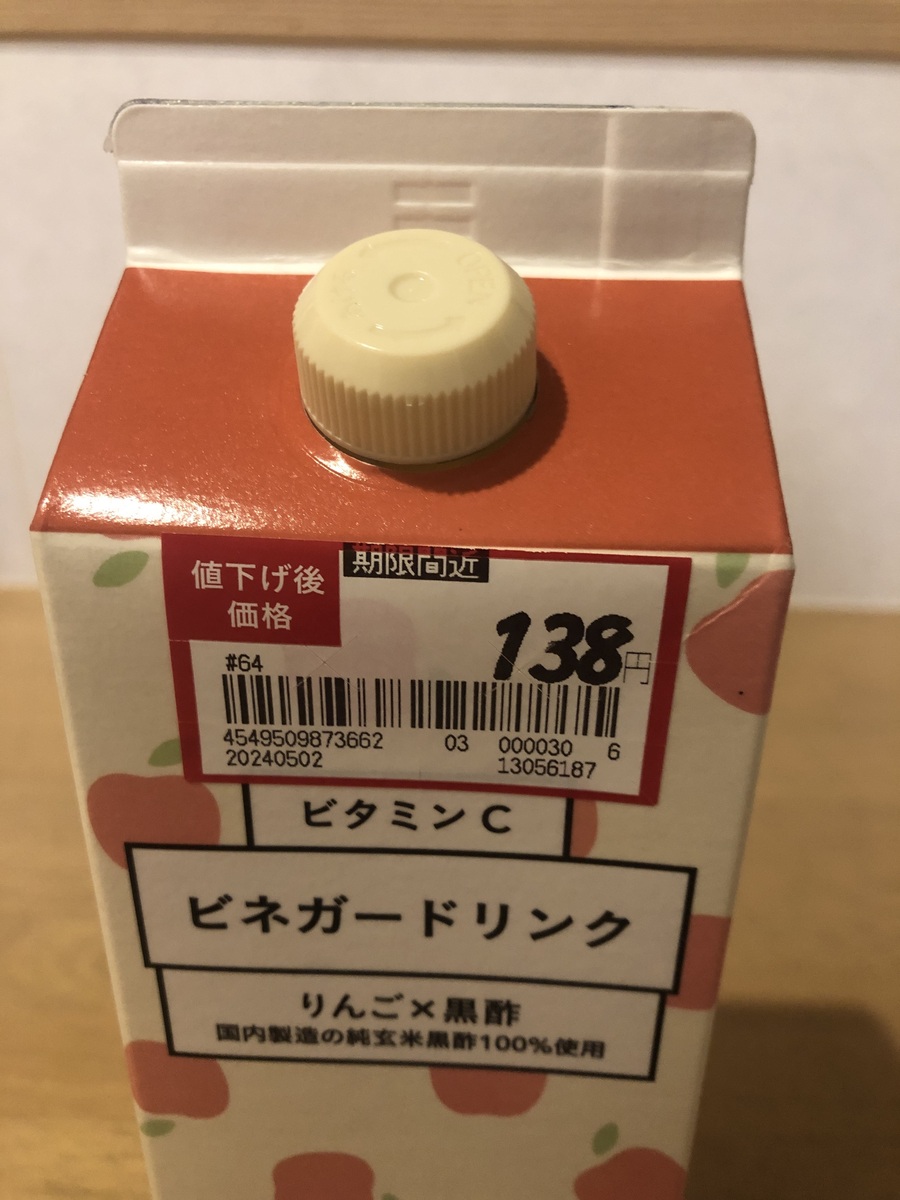 OPEN
期限間近
値下げ後
価格
138円
#64
4549509873662 03 000030 6
20240502 13056187
ビタミンC
ビネガードリンク
りんご×黒酢
国内製造の純玄米黒酢100%使用